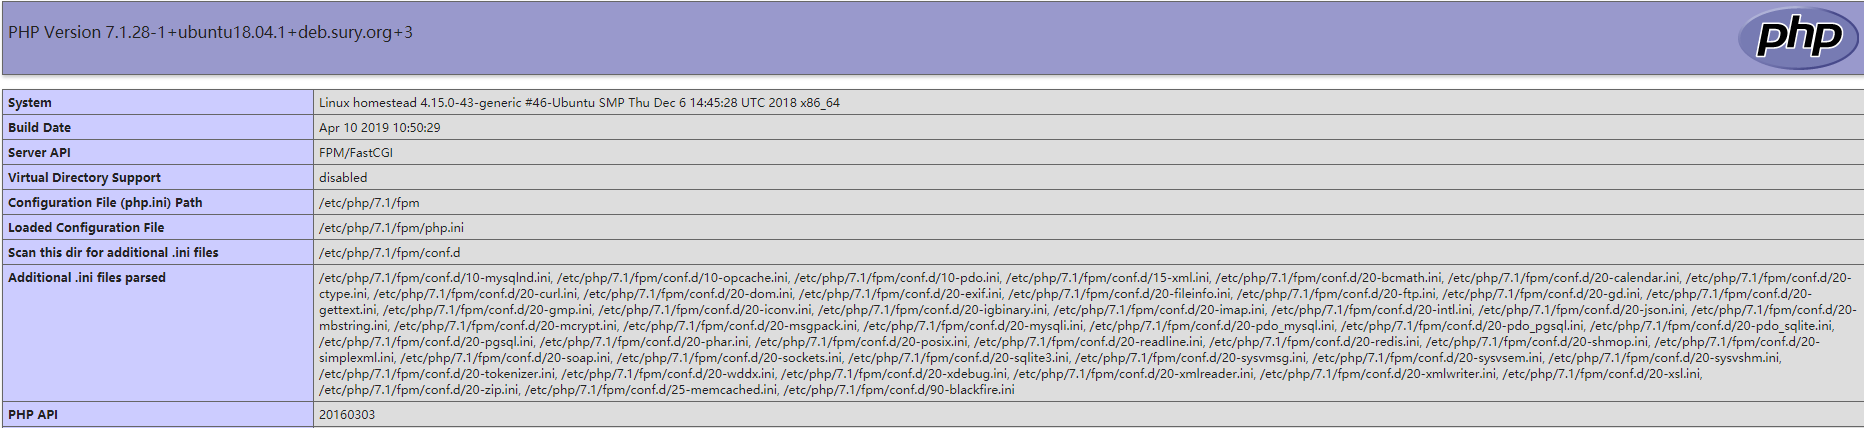 PHP Version 7.1.28-1+ubuntu18.04.1+deb.sury.org+3
php
System Linux homestead 4.15.0-43-generic #46-Ubuntu SMP Thu Dec 6 14:45:28 UTC 2018 x86_64
Build Date Apr 10 2019 10:50:29
Server API FPM/FastCGI
Virtual Directory Support disabled
Configuration File (php.ini) Path /etc/php/7.1/fpm
Loaded Configuration File /etc/php/7.1/fpm/php.ini
Scan this dir for additional .ini files /etc/php/7.1/fpm/conf.d
Additional .ini files parsed /etc/php/7.1/fpm/conf.d/10-mysqlnd.ini, /etc/php/7.1/fpm/conf.d/10-opcache.ini, /etc/php/7.1/fpm/conf.d/10-pdo.ini, /etc/php/7.1/fpm/conf.d/15-xml.ini, /etc/php/7.1/fpm/conf.d/20-bcmath.ini, /etc/php/7.1/fpm/conf.d/20-calendar.ini, /etc/php/7.1/fpm/conf.d/20-
ctype.ini, /etc/php/7.1/fpm/conf.d/20-curl.ini, /etc/php/7.1/fpm/conf.d/20-dom.ini, /etc/php/7.1/fpm/conf.d/20-exif.ini, /etc/php/7.1/fpm/conf.d/20-fileinfo.ini, /etc/php/7.1/fpm/conf.d/20-ftp.ini, /etc/php/7.1/fpm/conf.d/20-gd.ini, /etc/php/7.1/fpm/conf.d/20-
gettext.ini, /etc/php/7.1/fpm/conf.d/20-gmp.ini, /etc/php/7.1/fpm/conf.d/20-iconv.ini, /etc/php/7.1/fpm/conf.d/20-igbinary.ini, /etc/php/7.1/fpm/conf.d/20-imap.ini, /etc/php/7.1/fpm/conf.d/20-intl.ini, /etc/php/7.1/fpm/conf.d/20-json.ini, /etc/php/7.1/fpm/conf.d/20-
mbstring.ini, /etc/php/7.1/fpm/conf.d/20-mcrypt.ini, /etc/php/7.1/fpm/conf.d/20-msgpack.ini, /etc/php/7.1/fpm/conf.d/20-mysqli.ini, /etc/php/7.1/fpm/conf.d/20-pdo_mysql.ini, /etc/php/7.1/fpm/conf.d/20-pdo_pgsql.ini, /etc/php/7.1/fpm/conf.d/20-pdo_sqlite.ini,
/etc/php/7.1/fpm/conf.d/20-pgsql.ini, /etc/php/7.1/fpm/conf.d/20-phar.ini, /etc/php/7.1/fpm/conf.d/20-posix.ini, /etc/php/7.1/fpm/conf.d/20-readline.ini, /etc/php/7.1/fpm/conf.d/20-redis.ini, /etc/php/7.1/fpm/conf.d/20-shmop.ini, /etc/php/7.1/fpm/conf.d/20-
simplexml.ini, /etc/php/7.1/fpm/conf.d/20-soap.ini, /etc/php/7.1/fpm/conf.d/20-sockets.ini, /etc/php/7.1/fpm/conf.d/20-sqlite3.ini, /etc/php/7.1/fpm/conf.d/20-sysvmsg.ini, /etc/php/7.1/fpm/conf.d/20-sysvsem.ini, /etc/php/7.1/fpm/conf.d/20-sysvshm.ini,
/etc/php/7.1/fpm/conf.d/20-tokenizer.ini, /etc/php/7.1/fpm/conf.d/20-wddx.ini, /etc/php/7.1/fpm/conf.d/20-xdebug.ini, /etc/php/7.1/fpm/conf.d/20-xmlreader.ini, /etc/php/7.1/fpm/conf.d/20-xmlwriter.ini, /etc/php/7.1/fpm/conf.d/20-xsl.ini,
/etc/php/7.1/fpm/conf.d/20-zip.ini, /etc/php/7.1/fpm/conf.d/25-memcached.ini, /etc/php/7.1/fpm/conf.d/90-blackfire.ini
PHP API 20160303